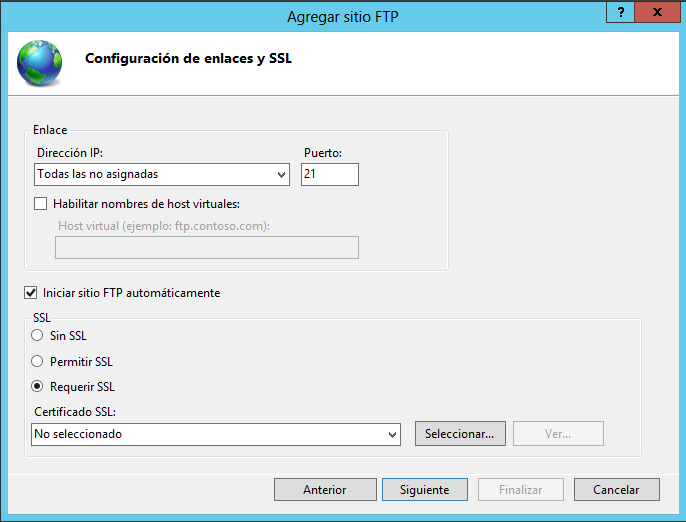 Agregar sitio FTP
? X
Configuración de enlaces y SSL
Enlace
Dirección IP: Puerto:
Todas las no asignadas 21
Habilitar nombres de host virtuales:
Host virtual (ejemplo: ftp.contoso.com):
Iniciar sitio FTP automáticamente
SSL
Sin SSL
Permitir SSL
Requerir SSL
Certificado SSL:
No seleccionado Seleccionar... Ver...
Anterior Siguiente Finalizar Cancelar